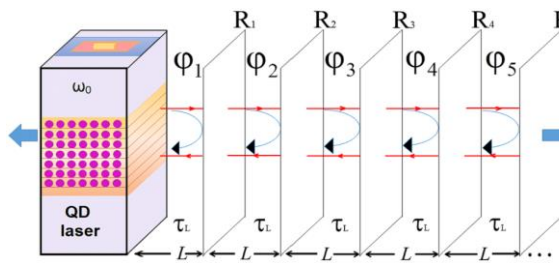 R₁ R₂ R₃ R₄
φ₁ φ₂ φ₃ φ₄ φ₅
ω₀
QD
laser
τL τL τL τL τL
L L L L L ...